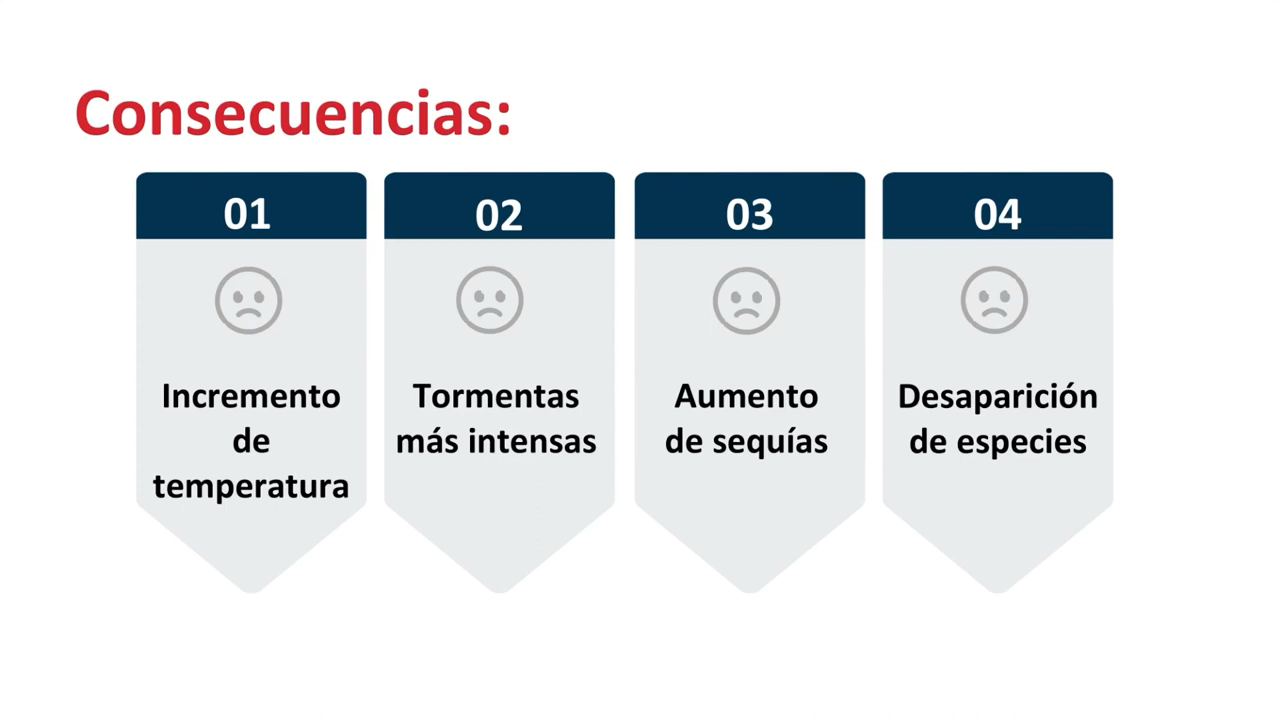 Consecuencias:
01
Incremento
de
temperatura
02
Tormentas
más intensas
03
Aumento
de sequías
04
Desaparición
de especies